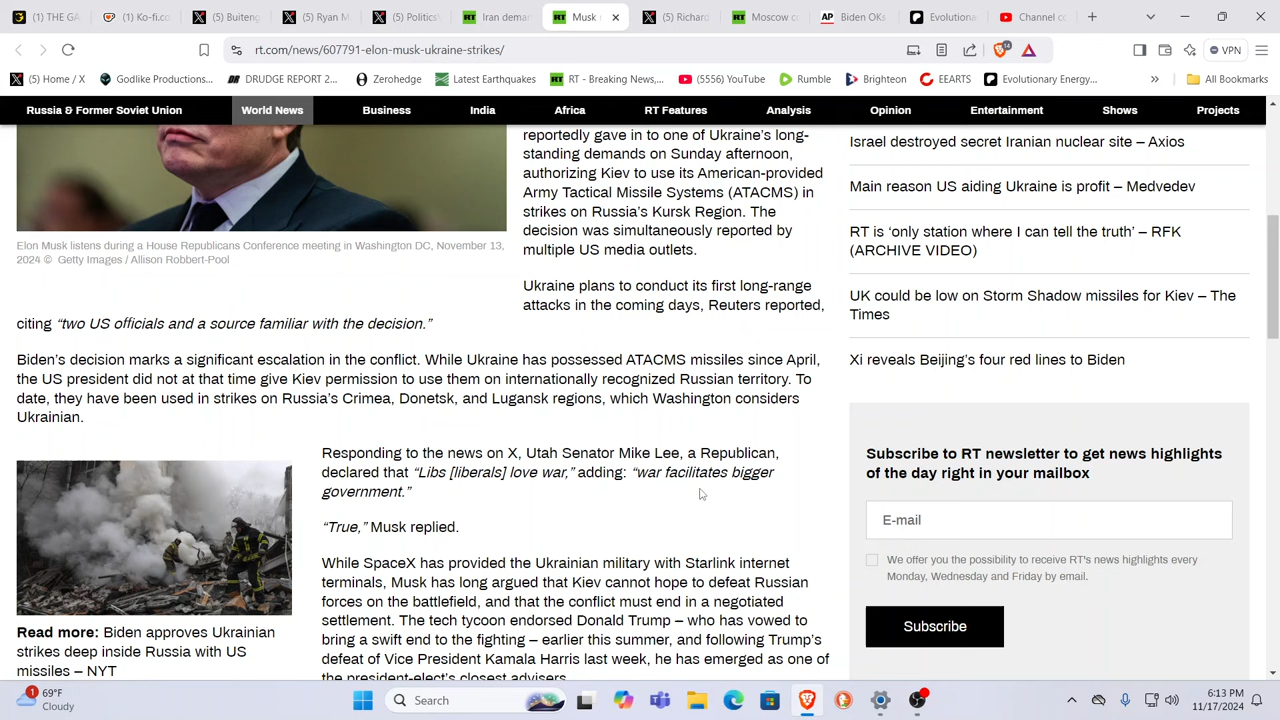 (5) THE GA
Ko-fi.co
(5) Buiteng
(5) Ryan M
(5) PoliticsV
Iran dema
Musk
(5) Richard
Moscow co
Biden OKs
Evolutiona
Channel co
rt.com/news/607791-elon-musk-ukraine-strikes/
14
VPN
(5) Home / X
Godlike Productions...
DRUDGE REPORT 2...
Zerohedge
Latest Earthquakes
RT - Breaking News,...
(555) YouTube
Rumble
Brighteon
EEARTS
Evolutionary Energy...
All Bookmarks
Russia & Former Soviet Union
World News
Business
India
Africa
RT Features
Analysis
Opinion
Entertainment
Shows
Projects
reportedly gave in to one of Ukraine's long-
standing demands on Sunday afternoon,
authorizing Kiev to use its American-provided
Army Tactical Missile Systems (ATACMS) in
strikes on Russia's Kursk Region. The
decision was simultaneously reported by
multiple US media outlets.
Elon Musk listens during a House Republicans Conference meeting in Washington DC, November 13,
2024 © Getty Images / Allison Robbert-Pool
Ukraine plans to conduct its first long-range
attacks in the coming days, Reuters reported,
citing “two US officials and a source familiar with the decision.”
Biden's decision marks a significant escalation in the conflict. While Ukraine has possessed ATACMS missiles since April,
the US president did not at that time give Kiev permission to use them on internationally recognized Russian territory. To
date, they have been used in strikes on Russia's Crimea, Donetsk, and Lugansk regions, which Washington considers
Ukrainian.
Responding to the news on X, Utah Senator Mike Lee, a Republican,
declared that “Libs [liberals] love war,” adding: “war facilitates bigger
government.”
“True,” Musk replied.
While SpaceX has provided the Ukrainian military with Starlink internet
terminals, Musk has long argued that Kiev cannot hope to defeat Russian
forces on the battlefield, and that the conflict must end in a negotiated
settlement. The tech tycoon endorsed Donald Trump – who has vowed to
bring a swift end to the fighting – earlier this summer, and following Trump's
defeat of Vice President Kamala Harris last week, he has emerged as one of
the president-elect's closest advisers.
Read more: Biden approves Ukrainian
strikes deep inside Russia with US
missiles – NYT
Israel destroyed secret Iranian nuclear site – Axios
Main reason US aiding Ukraine is profit – Medvedev
RT is ‘only station where I can tell the truth’ – RFK
(ARCHIVE VIDEO)
UK could be low on Storm Shadow missiles for Kiev – The
Times
Xi reveals Beijing's four red lines to Biden
Subscribe to RT newsletter to get news highlights
of the day right in your mailbox
E-mail
We offer you the possibility to receive RT's news highlights every
Monday, Wednesday and Friday by email.
Subscribe
1
69°F
Cloudy
Search
6:13 PM
11/17/2024